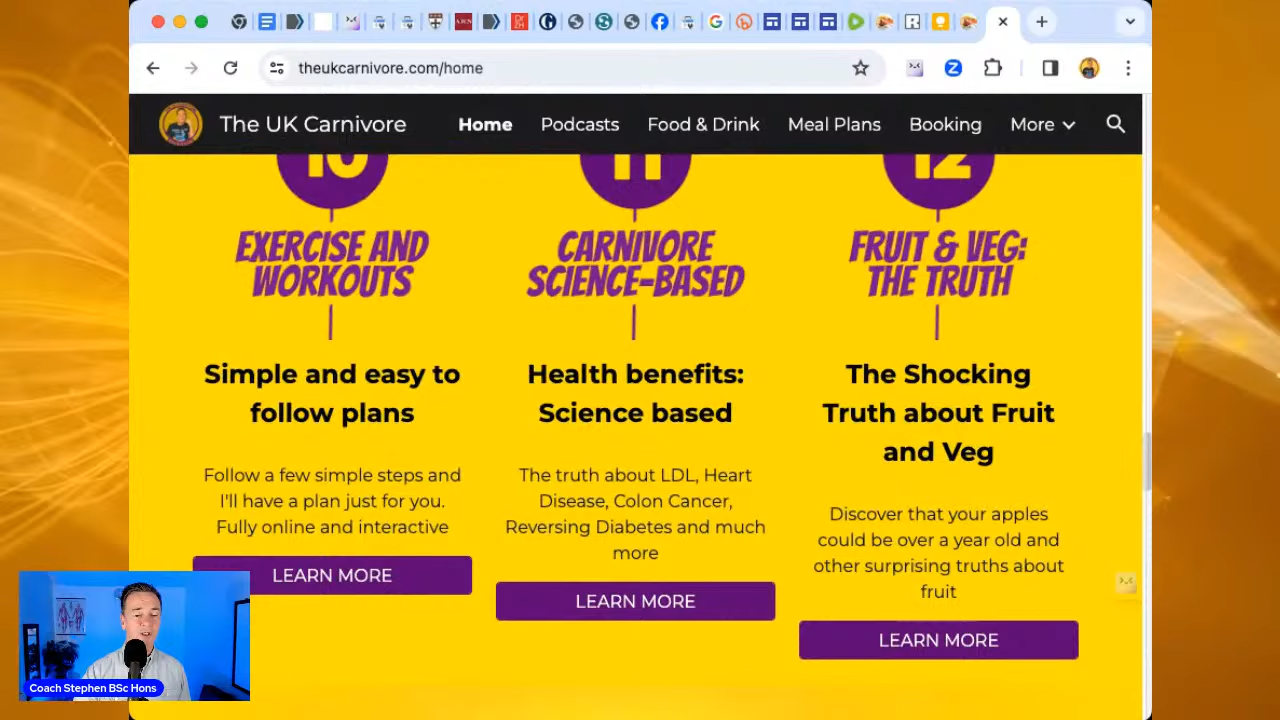 theukcarnivore.com/home
The UK Carnivore
Home
Podcasts
Food & Drink
Meal Plans
Booking
More
10
11
12
EXERCISE AND
WORKOUTS
CARNIVORE
SCIENCE-BASED
FRUIT & VEG:
THE TRUTH
Simple and easy to
follow plans
Health benefits:
Science based
The Shocking
Truth about Fruit
and Veg
Follow a few simple steps and
I'll have a plan just for you.
Fully online and interactive
The truth about LDL, Heart
Disease, Colon Cancer,
Reversing Diabetes and much
more
Discover that your apples
could be over a year old and
other surprising truths about
fruit
LEARN MORE
LEARN MORE
LEARN MORE
Coach Stephen BSc Hons